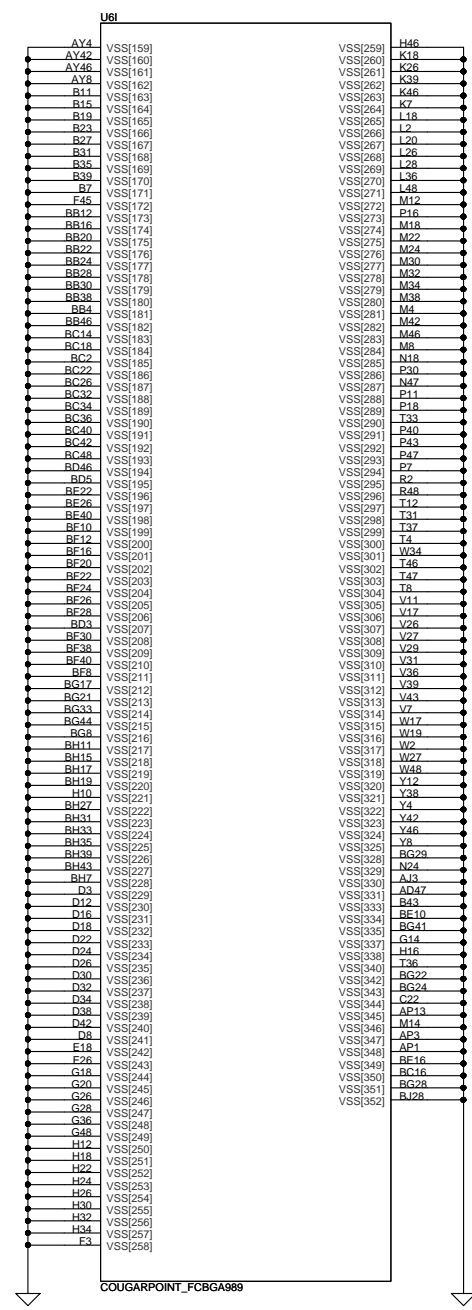 U6I
AY4 VSS[159]
AY42 VSS[160]
AY46 VSS[161]
AY8 VSS[162]
B11 VSS[163]
B15 VSS[164]
B19 VSS[165]
B23 VSS[166]
B27 VSS[167]
B31 VSS[168]
B35 VSS[169]
B39 VSS[170]
B7 VSS[171]
F45 VSS[172]
BB12 VSS[173]
BB16 VSS[174]
BB20 VSS[175]
BB22 VSS[176]
BB24 VSS[177]
BB28 VSS[178]
BB30 VSS[179]
BB38 VSS[180]
BB4 VSS[181]
BB46 VSS[182]
BC14 VSS[183]
BC18 VSS[184]
BC2 VSS[185]
BC22 VSS[186]
BC26 VSS[187]
BC32 VSS[188]
BC34 VSS[189]
BC36 VSS[190]
BC40 VSS[191]
BC42 VSS[192]
BC48 VSS[193]
BD46 VSS[194]
BD5 VSS[195]
BE22 VSS[196]
BE26 VSS[197]
BE40 VSS[198]
BF10 VSS[199]
BF12 VSS[200]
BF16 VSS[201]
BF20 VSS[202]
BF22 VSS[203]
BF24 VSS[204]
BF26 VSS[205]
BF28 VSS[206]
BD3 VSS[207]
BF30 VSS[208]
BF38 VSS[209]
BF40 VSS[210]
BF8 VSS[211]
BG17 VSS[212]
BG21 VSS[213]
BG33 VSS[214]
BG44 VSS[215]
BG8 VSS[216]
BH11 VSS[217]
BH15 VSS[218]
BH17 VSS[219]
BH19 VSS[220]
H10 VSS[221]
BH27 VSS[222]
BH31 VSS[223]
BH33 VSS[224]
BH35 VSS[225]
BH39 VSS[226]
BH43 VSS[227]
BH7 VSS[228]
D3 VSS[229]
D12 VSS[230]
D16 VSS[231]
D18 VSS[232]
D22 VSS[233]
D24 VSS[234]
D26 VSS[235]
D30 VSS[236]
D32 VSS[237]
D34 VSS[238]
D38 VSS[239]
D42 VSS[240]
D8 VSS[241]
E18 VSS[242]
E26 VSS[243]
G18 VSS[244]
G20 VSS[245]
G26 VSS[246]
G28 VSS[247]
G36 VSS[248]
G48 VSS[249]
H12 VSS[250]
H18 VSS[251]
H22 VSS[252]
H24 VSS[253]
H26 VSS[254]
H30 VSS[255]
H32 VSS[256]
H34 VSS[257]
F3 VSS[258]
VSS[259] H46
VSS[260] K18
VSS[261] K26
VSS[262] K39
VSS[263] K46
VSS[264] K7
VSS[265] L18
VSS[266] L2
VSS[267] L20
VSS[268] L26
VSS[269] L28
VSS[270] L36
VSS[271] L48
VSS[272] M12
VSS[273] P16
VSS[274] M18
VSS[275] M22
VSS[276] M24
VSS[277] M30
VSS[278] M32
VSS[279] M34
VSS[280] M38
VSS[281] M4
VSS[282] M42
VSS[283] M46
VSS[284] M8
VSS[285] N18
VSS[286] P30
VSS[287] N47
VSS[288] P11
VSS[289] P18
VSS[290] T33
VSS[291] P40
VSS[292] P43
VSS[293] P47
VSS[294] P7
VSS[295] R2
VSS[296] R48
VSS[297] T12
VSS[298] T31
VSS[299] T37
VSS[300] T4
VSS[301] W34
VSS[302] T46
VSS[303] T47
VSS[304] T8
VSS[305] V11
VSS[306] V17
VSS[307] V26
VSS[308] V27
VSS[309] V29
VSS[310] V31
VSS[311] V36
VSS[312] V39
VSS[313] V43
VSS[314] V7
VSS[315] W17
VSS[316] W19
VSS[317] W2
VSS[318] W27
VSS[319] W48
VSS[320] Y12
VSS[321] Y38
VSS[322] Y4
VSS[323] Y42
VSS[324] Y46
VSS[325] Y8
VSS[328] BG29
VSS[329] N24
VSS[330] AJ3
VSS[331] AD47
VSS[333] B43
VSS[334] BE10
VSS[335] BG41
VSS[337] G14
VSS[338] H16
VSS[340] T36
VSS[342] BG22
VSS[343] BG24
VSS[344] C22
VSS[345] AP13
VSS[346] M14
VSS[347] AP3
VSS[348] AP1
VSS[349] BE16
VSS[350] BC16
VSS[351] BG28
VSS[352] BJ28
COUGARPOINT_FCBGA989